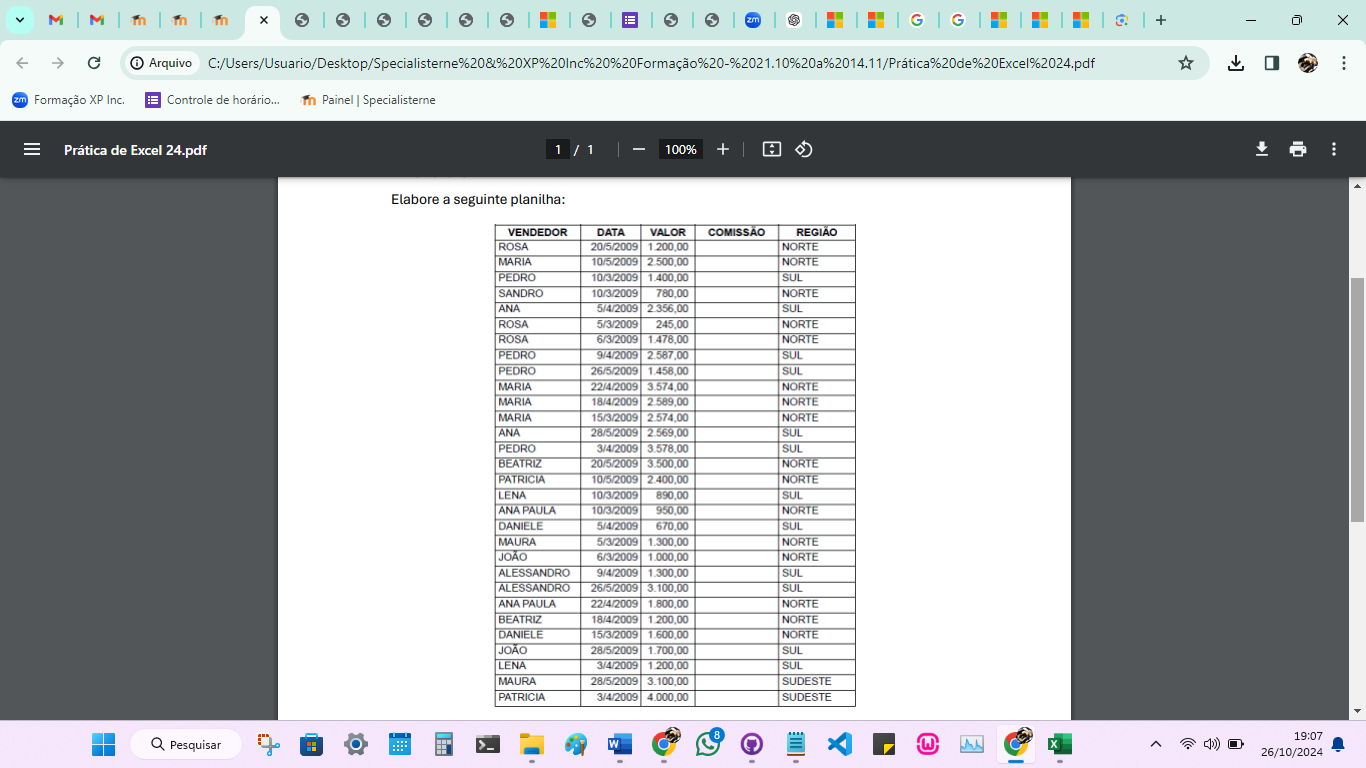 Arquivo
C:/Users/Usuario/Desktop/Specialisterne%20&%20XP%20Inc%20%20Formação%20-%2021.10%20a%2014.11/Prática%20de%20Excel%2024.pdf
Formação XP Inc.
Controle de horário...
Painel | Specialisterne
Prática de Excel 24.pdf
1 / 1
100%
Elabore a seguinte planilha:
VENDEDOR DATA VALOR COMISSÃO REGIÃO
ROSA 20/5/2009 1.200,00 NORTE
MARIA 10/5/2009 2.500,00 NORTE
PEDRO 10/3/2009 1.400,00 SUL
SANDRO 10/3/2009 780,00 NORTE
ANA 5/4/2009 2.356,00 SUL
ROSA 5/3/2009 245,00 NORTE
ROSA 6/3/2009 1.478,00 NORTE
PEDRO 9/4/2009 2.587,00 SUL
PEDRO 26/5/2009 1.458,00 SUL
MARIA 22/4/2009 3.574,00 NORTE
MARIA 18/4/2009 2.589,00 NORTE
MARIA 15/3/2009 2.574,00 NORTE
ANA 28/5/2009 2.569,00 SUL
PEDRO 3/4/2009 3.578,00 SUL
BEATRIZ 20/5/2009 3.500,00 NORTE
PATRICIA 10/5/2009 2.400,00 NORTE
LENA 10/3/2009 890,00 SUL
ANA PAULA 10/3/2009 950,00 NORTE
DANIELE 5/4/2009 670,00 SUL
MAURA 5/3/2009 1.300,00 NORTE
JOÃO 6/3/2009 1.000,00 NORTE
ALESSANDRO 9/4/2009 1.300,00 SUL
ALESSANDRO 26/5/2009 3.100,00 SUL
ANA PAULA 22/4/2009 1.800,00 NORTE
BEATRIZ 18/4/2009 1.200,00 NORTE
DANIELE 15/3/2009 1.600,00 NORTE
JOÃO 28/5/2009 1.700,00 SUL
LENA 3/4/2009 1.200,00 SUL
MAURA 28/5/2009 3.100,00 SUDESTE
PATRICIA 3/4/2009 4.000,00 SUDESTE
Pesquisar
8
19:07
26/10/2024